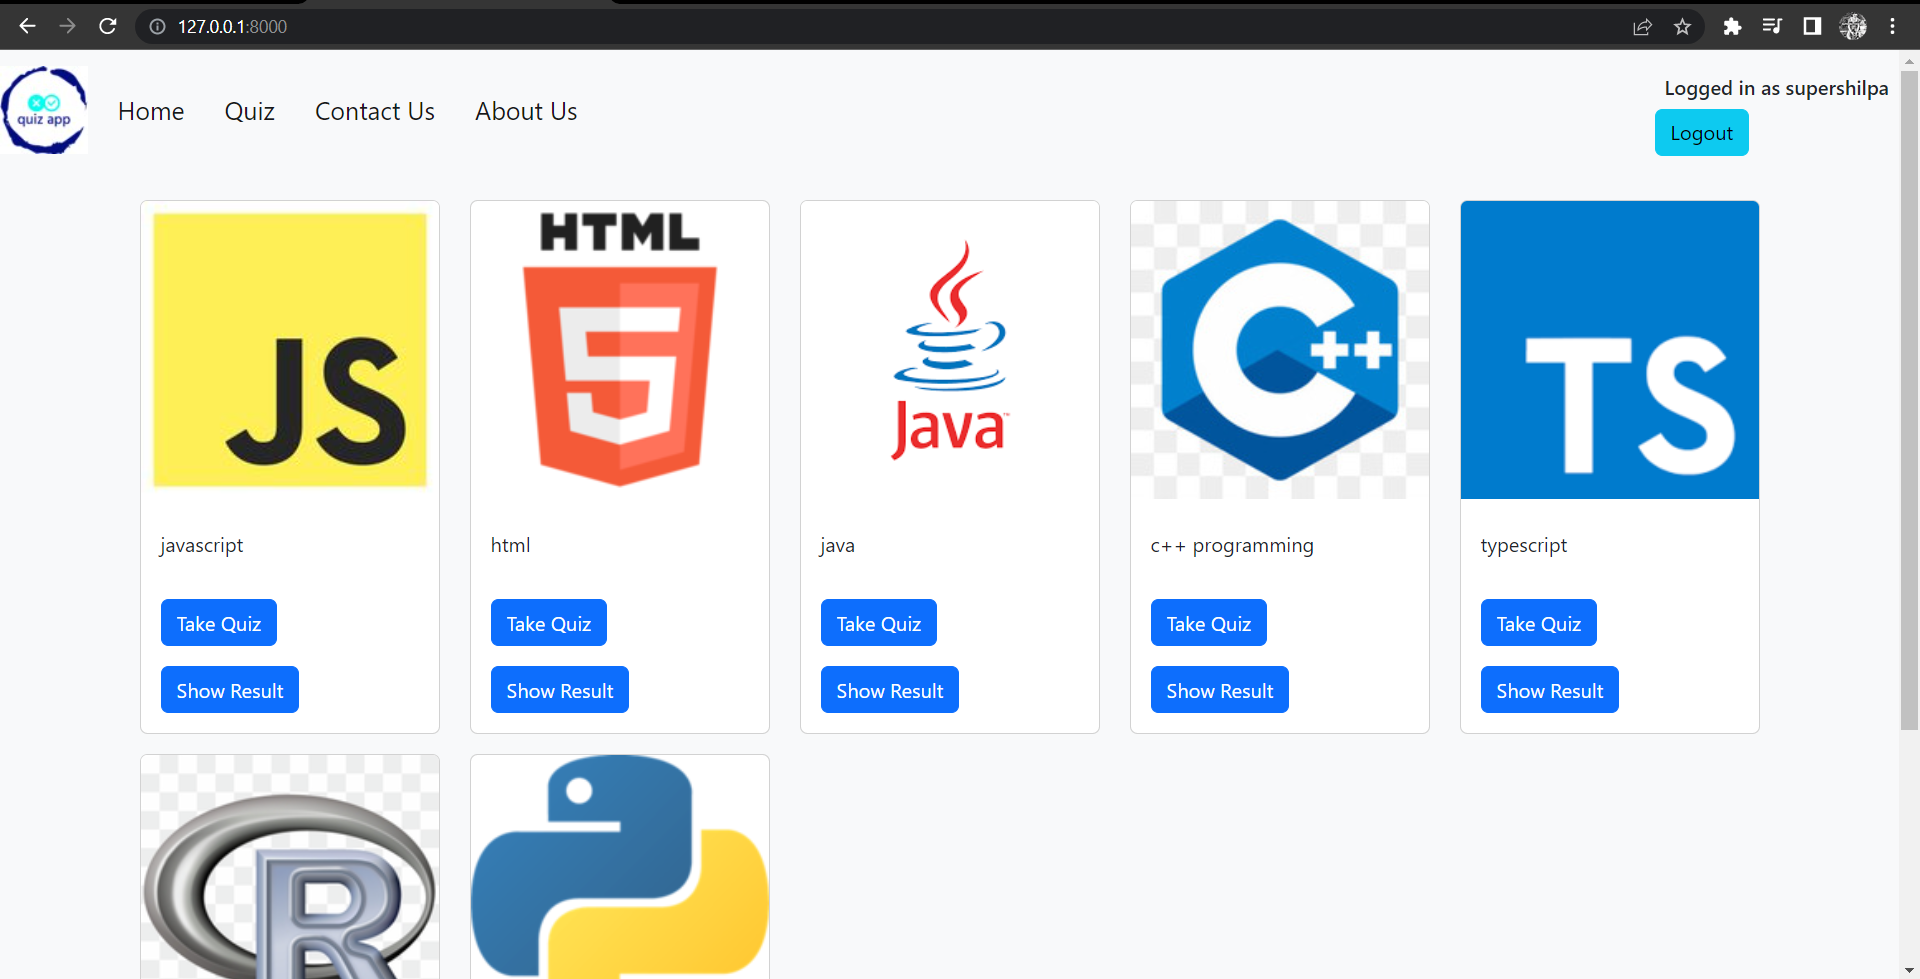 127.0.0.1:8000
quiz app
Home Quiz Contact Us About Us
Logged in as supershilpa
Logout
JS
HTML
5
Java™
C++
TS
javascript
html
java
c++ programming
typescript
Take Quiz Take Quiz Take Quiz Take Quiz Take Quiz
Show Result Show Result Show Result Show Result Show Result
R